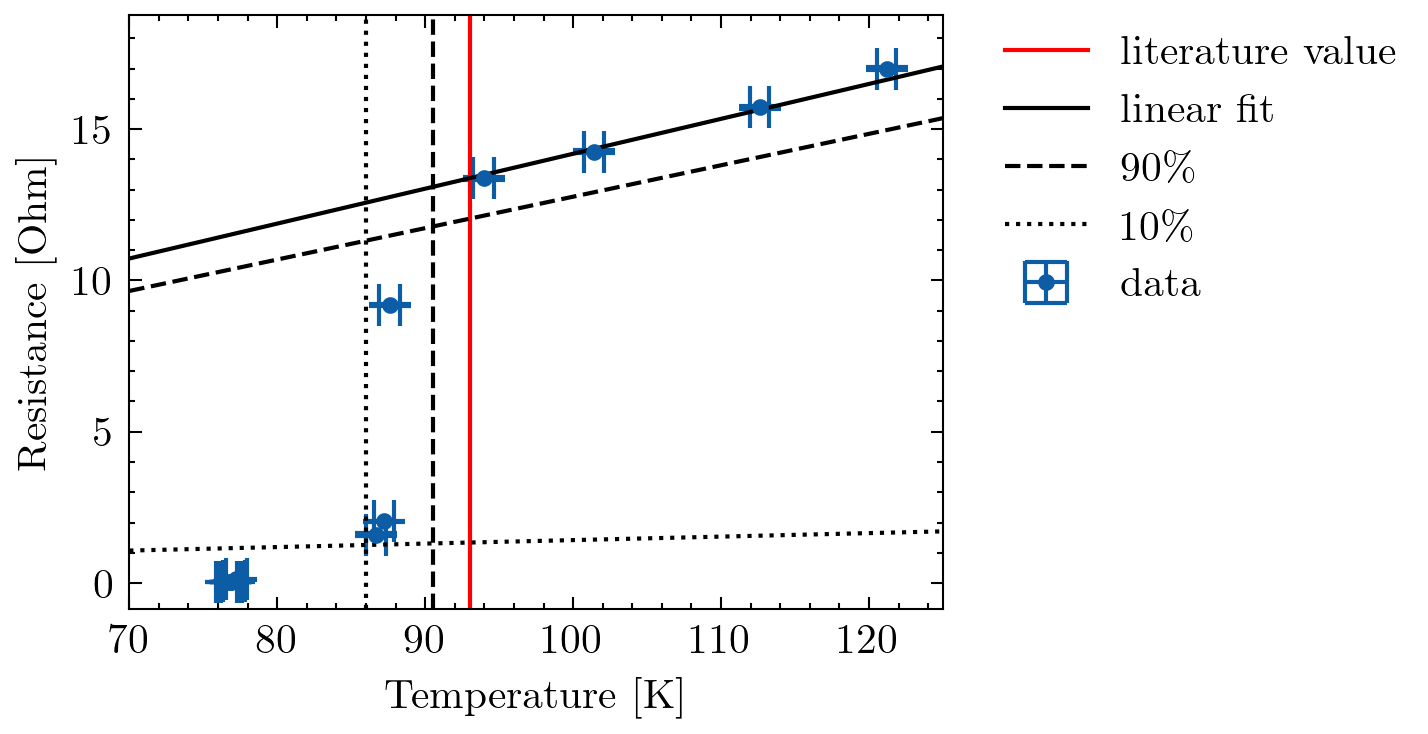 literature value
linear fit
90%
10%
data
15
10
5
0
Resistance [Ohm]
70 80 90 100 110 120
Temperature [K]